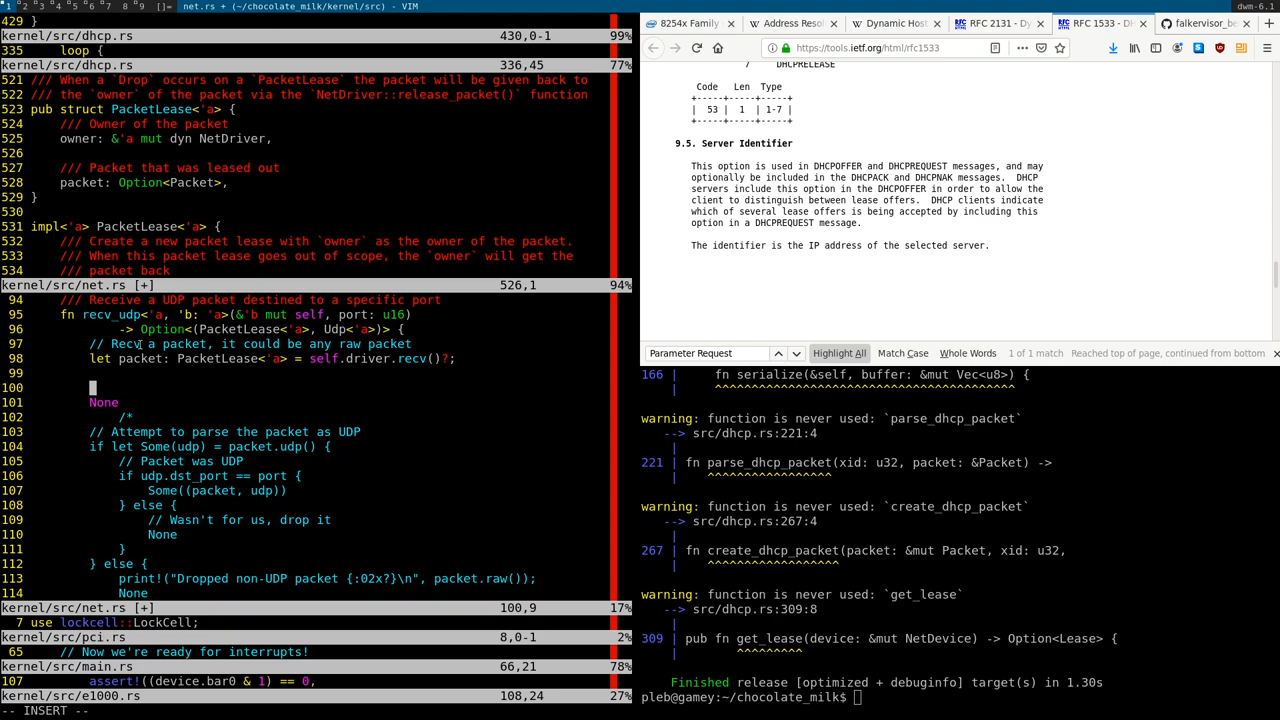 1 2 3 4 5 6 7 8 9 []= net.rs + (~/chocolate_milk/kernel/src) - VIM
dwm-6.1
429 }
kernel/src/dhcp.rs 430,0-1 99%
335     loop {
kernel/src/dhcp.rs 336,45 77%
521 /// When a `Drop` occurs on a `PacketLease` the packet will be given back to
522 /// the `owner` of the packet via the `NetDriver::release_packet()` function
523 pub struct PacketLease<'a> {
524     /// Owner of the packet
525     owner: &'a mut dyn NetDriver,
526
527     /// Packet that was leased out
528     packet: Option<Packet>,
529 }
530
531 impl<'a> PacketLease<'a> {
532     /// Create a new packet lease with `owner` as the owner of the packet.
533     /// When this packet lease goes out of scope, the `owner` will get the
534     /// packet back
kernel/src/net.rs [+] 526,1 94%
94     /// Receive a UDP packet destined to a specific port
95     fn recv_udp<'a, 'b: 'a>(&'b mut self, port: u16)
96             -> Option<(PacketLease<'a>, Udp<'a>)> {
97         // Recv a packet, it could be any raw packet
98         let packet: PacketLease<'a> = self.driver.recv()?;
99
100
101         None
102             /*
103         // Attempt to parse the packet as UDP
104         if let Some(udp) = packet.udp() {
105             // Packet was UDP
106             if udp.dst_port == port {
107                 Some((packet, udp))
108             } else {
109                 // Wasn't for us, drop it
110                 None
111             }
112         } else {
113             print!("Dropped non-UDP packet {:02x?}\n", packet.raw());
114             None
kernel/src/net.rs [+] 100,9 17%
7 use lockcell::LockCell;
kernel/src/pci.rs 8,0-1 2%
65     // Now we're ready for interrupts!
kernel/src/main.rs 66,21 78%
107         assert!((device.bar0 & 1) == 0,
kernel/src/e1000.rs 108,24 27%
-- INSERT --
8254x Family Address Resol Dynamic Host RFC 2131 - Dy RFC 1533 - DH falkervisor_be
https://tools.ietf.org/html/rfc1533
7 DHCPRELEASE
Code Len Type
+-----+-----+-----+
| 53 | 1 | 1-7 |
+-----+-----+-----+
9.5. Server Identifier
This option is used in DHCPOFFER and DHCPREQUEST messages, and may
optionally be included in the DHCPACK and DHCPNAK messages. DHCP
servers include this option in the DHCPOFFER in order to allow the
client to distinguish between lease offers. DHCP clients indicate
which of several lease offers is being accepted by including this
option in a DHCPREQUEST message.
The identifier is the IP address of the selected server.
Parameter Request Highlight All Match Case Whole Words 1 of 1 match Reached top of page, continued from bottom
166 |     fn serialize(&self, buffer: &mut Vec<u8>) {
    |     ^^^^^^^^^^^^^^^^^^^^^^^^^^^^^^^^^^^^^^^^^
warning: function is never used: `parse_dhcp_packet`
   --> src/dhcp.rs:221:4
    |
221 | fn parse_dhcp_packet(xid: u32, packet: &Packet) ->
    |    ^^^^^^^^^^^^^^^^^
warning: function is never used: `create_dhcp_packet`
   --> src/dhcp.rs:267:4
    |
267 | fn create_dhcp_packet(packet: &mut Packet, xid: u32,
    |    ^^^^^^^^^^^^^^^^^^
warning: function is never used: `get_lease`
   --> src/dhcp.rs:309:8
    |
309 | pub fn get_lease(device: &mut NetDevice) -> Option<Lease> {
    |        ^^^^^^^^^
Finished release [optimized + debuginfo] target(s) in 1.30s
pleb@gamey:~/chocolate_milk$